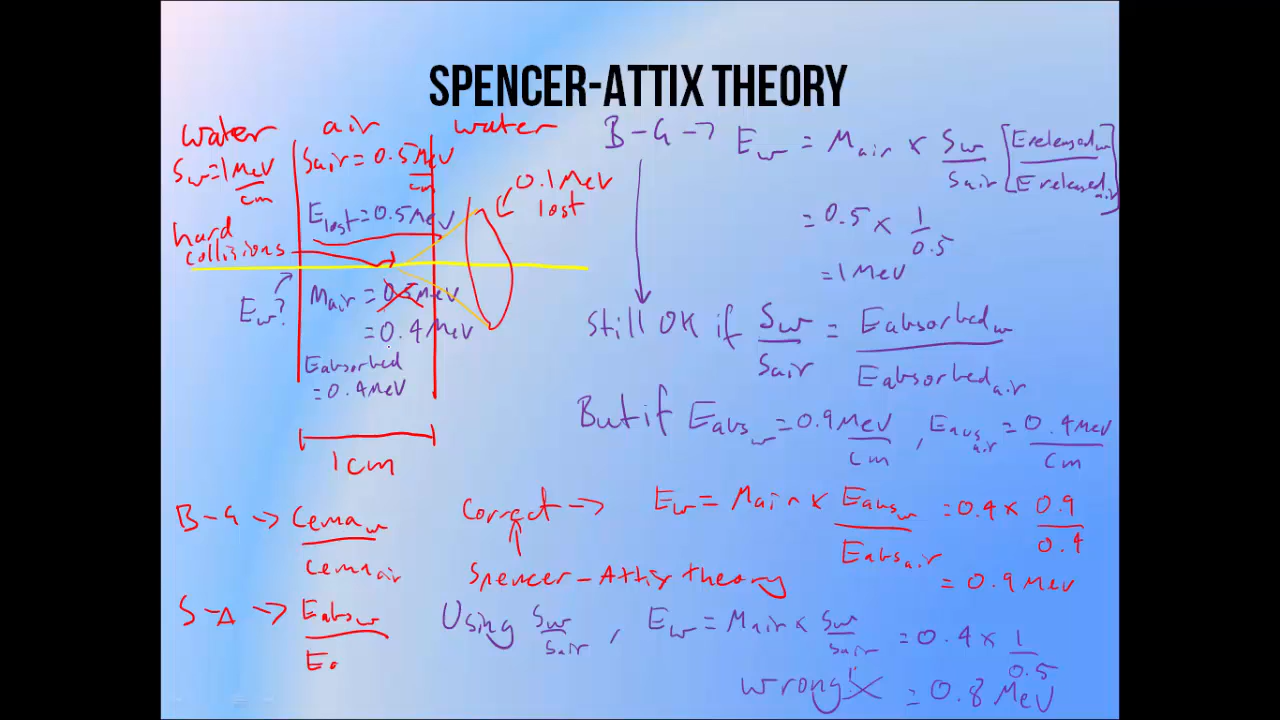 SPENCER-ATTIX THEORY
water air water
Sw=1MeV/cm
Sair=0.5MeV/cm
Elost=0.5MeV
0.1MeV lost
hard collisions
Ew?
Mair=0.5MeV
=0.4MeV
Eabsorbed
=0.4MeV
1cm
B-G→ Ew=Mair×Sw/Sair [Ereleasedw/Ereleasedair]
=0.5×1/0.5
=1MeV
Still OK if Sw/Sair=Eabsorbedw/Eabsorbedair
But if Eabsw=0.9MeV/cm, Eabsair=0.4MeV/cm
B-G→ Cemaw/Cemaair
Correct→ Ew=Mair×Eabsw/Eabsair=0.4×0.9/0.4
↑
Spencer-Attix theory
=0.9MeV
S-A→ Eabsw/Ea
Using Sw/Sair, Ew=Mair×Sw/Sair=0.4×1/0.5
wrong!X =0.8MeV